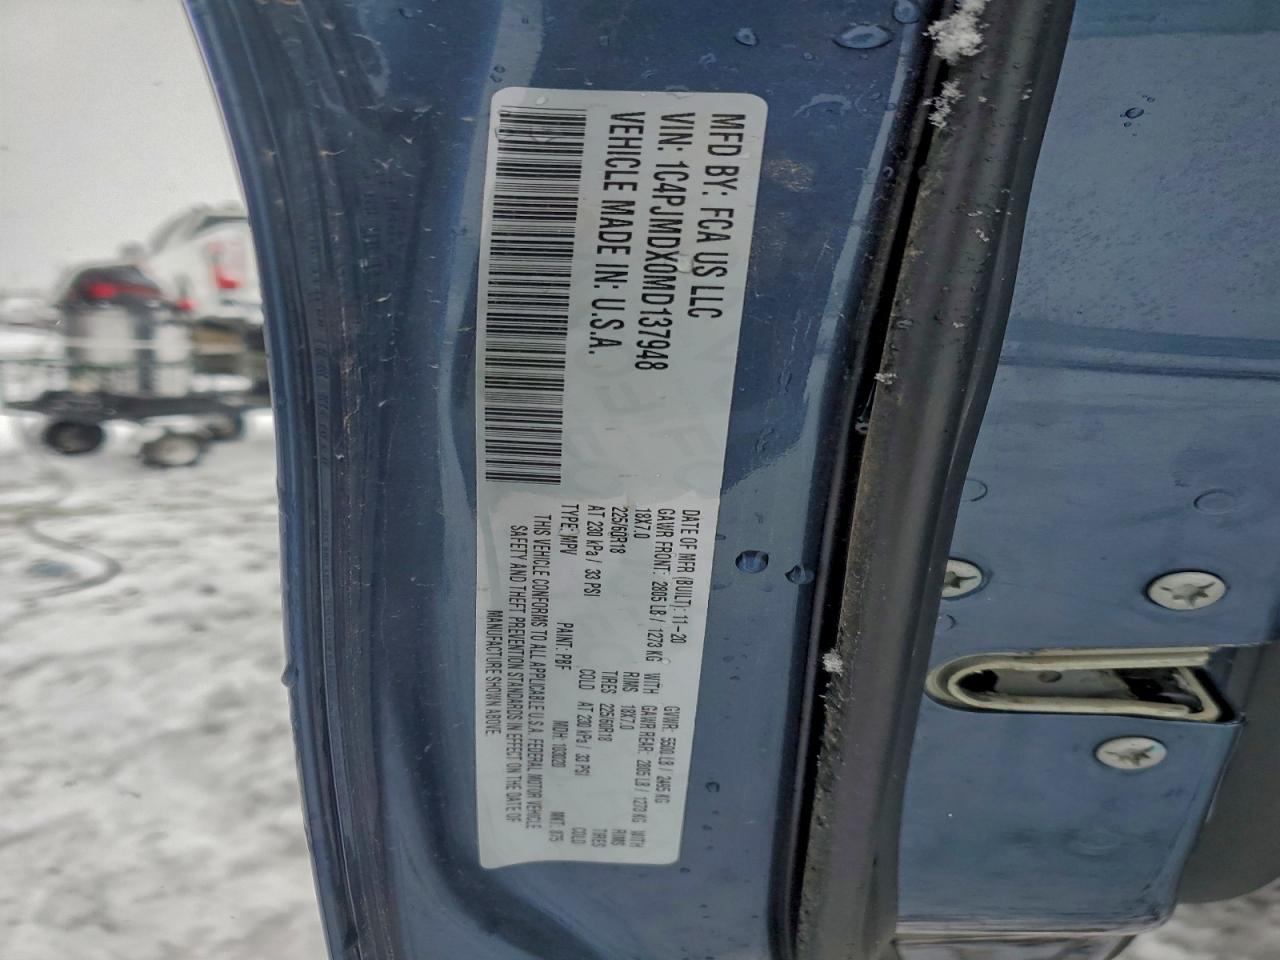 MFD BY: FCA US LLC
VIN: 1C4PJMDX0MD137948
VEHICLE MADE IN: U.S.A.
DATE OF MFR (BUILT): 11-20 GVWR: 5500 LB / 2495 KG
GAWR FRONT: 2805 LB / 1273 KG WITH GAWR REAR: 2805 LB / 1273 KG WITH
18X7.0 RIMS 18X7.0 RIMS
225/60R18 TIRES 225/60R18 TIRES
AT 230 kPa / 33 PSI COLD AT 230 kPa / 33 PSI COLD
TYPE: MPV PAINT: PBF MDH: 103020 MKT: 875
THIS VEHICLE CONFORMS TO ALL APPLICABLE U.S.A. FEDERAL MOTOR VEHICLE
SAFETY AND THEFT PREVENTION STANDARDS IN EFFECT ON THE DATE OF
MANUFACTURE SHOWN ABOVE.